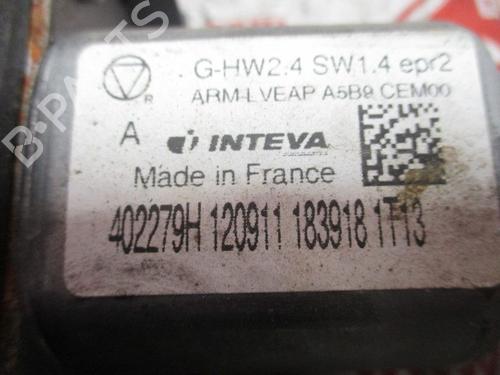 G-HW2.4 SW1.4 epr2
R
ARM-LVEAP A5B9 CEM00
A INTEVA
Made in France
402279H 120911 183918 1T13
B-PARTS